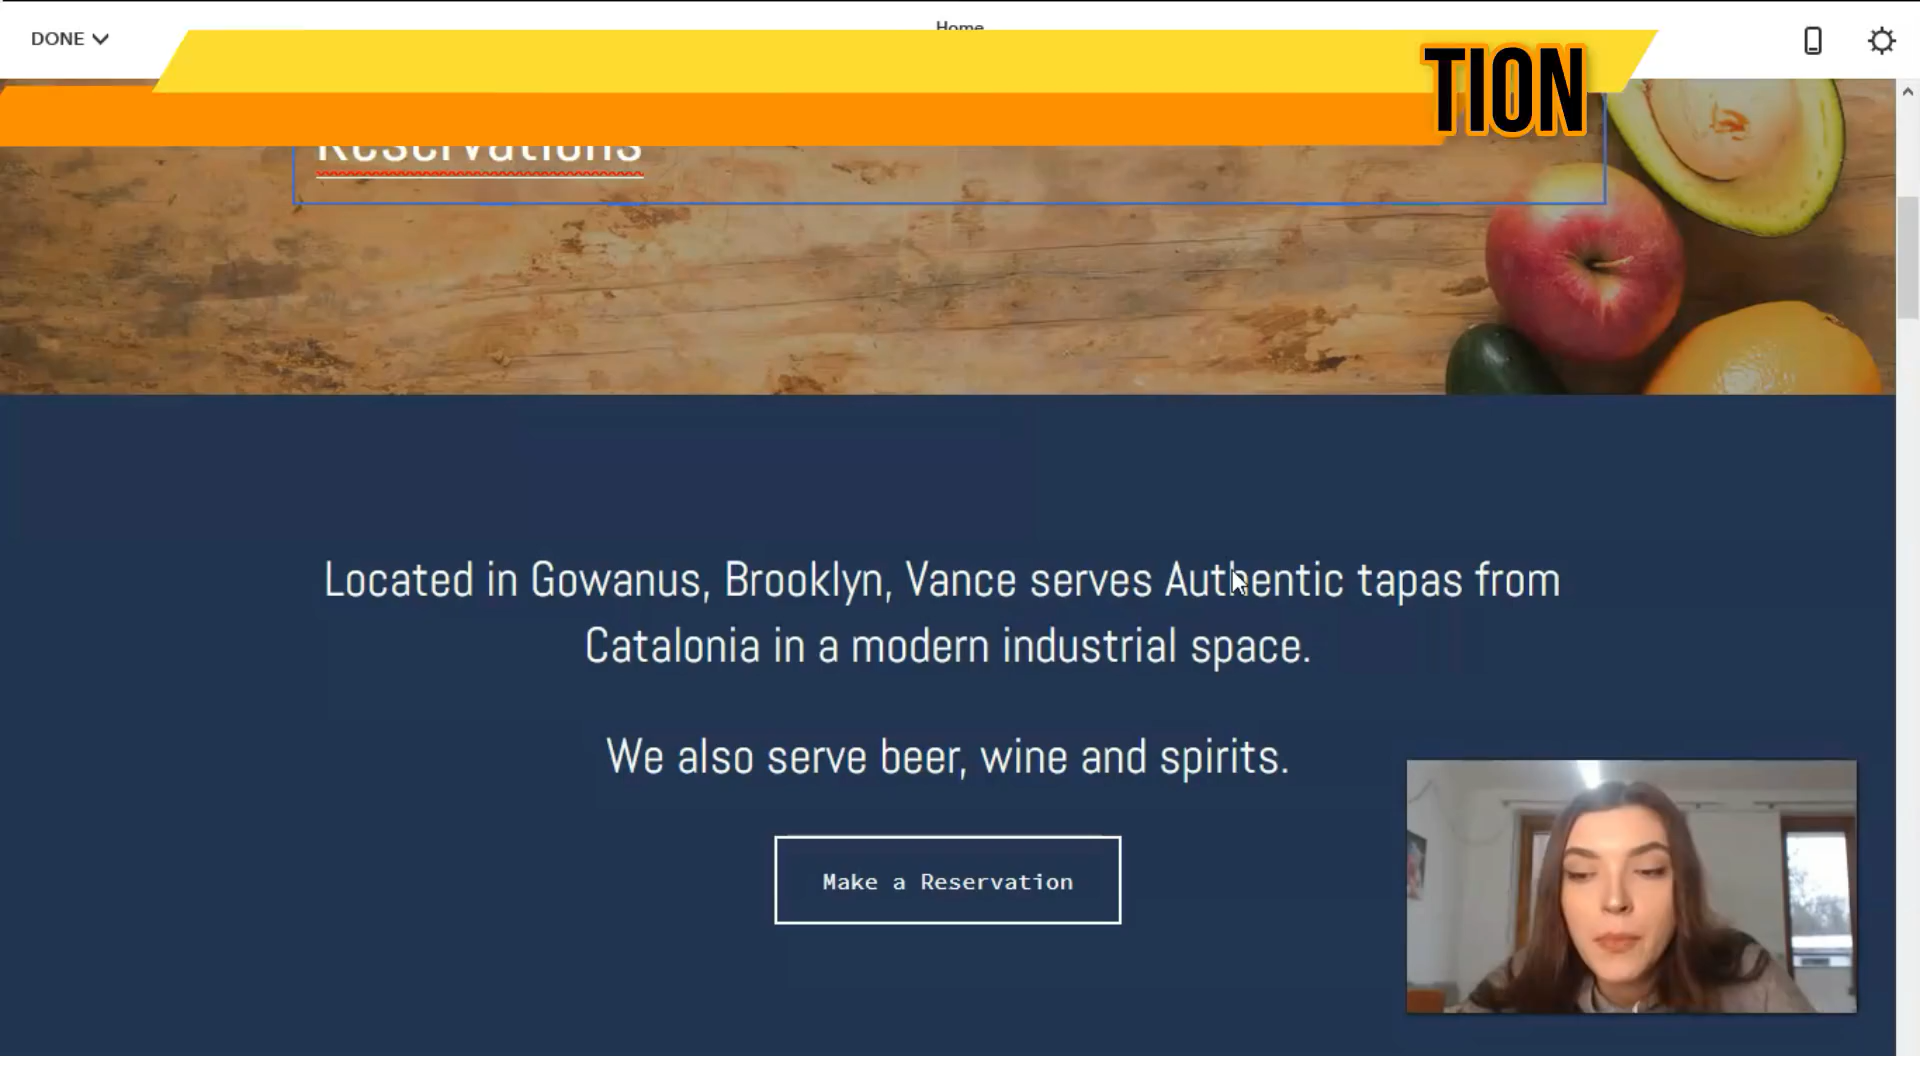 DONE
Home
TION
Reservations
Located in Gowanus, Brooklyn, Vance serves Authentic tapas from
Catalonia in a modern industrial space.
We also serve beer, wine and spirits.
Make a Reservation